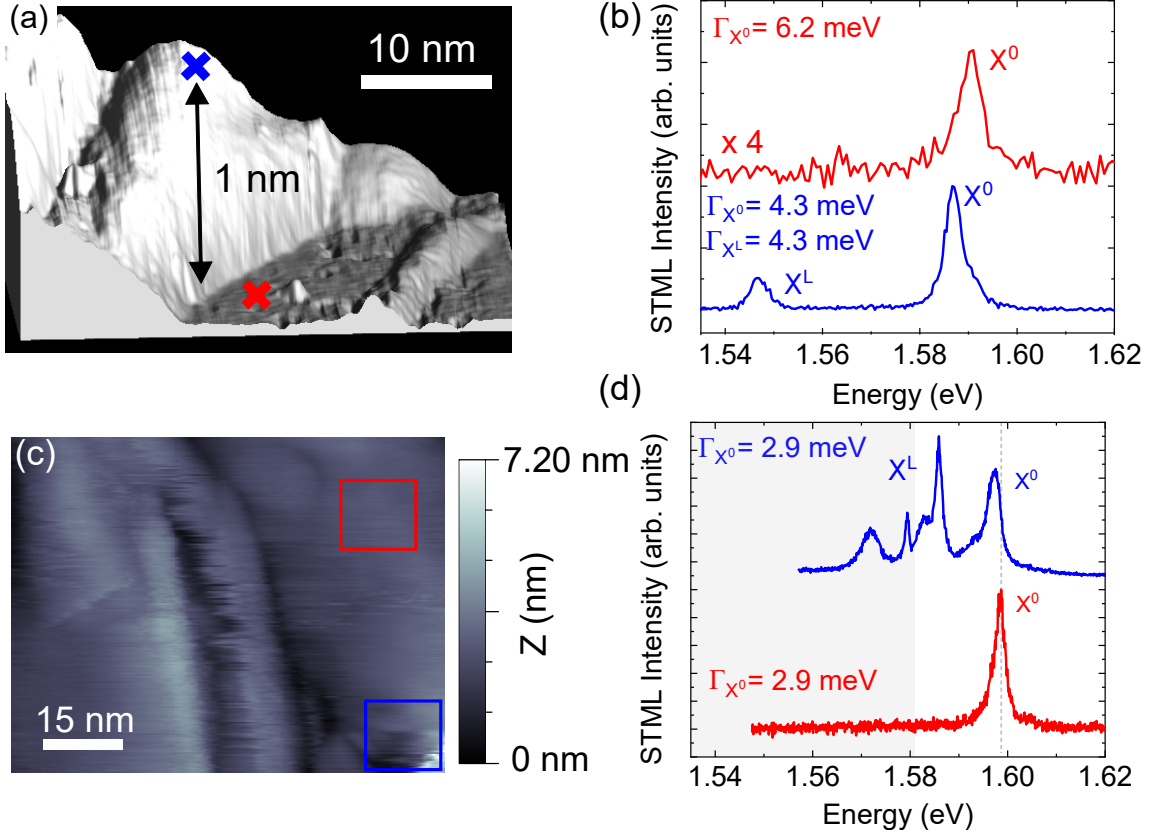 (a)
10 nm
1 nm
(b)
ΓX⁰ = 6.2 meV
X⁰
x 4
ΓX⁰ = 4.3 meV
ΓXᴸ = 4.3 meV
X⁰
Xᴸ
STML Intensity (arb. units)
1.54 1.56 1.58 1.60 1.62
Energy (eV)
(c)
15 nm
7.20 nm
Z (nm)
0 nm
(d)
ΓX⁰ = 2.9 meV
Xᴸ
X⁰
X⁰
ΓX⁰ = 2.9 meV
STML Intensity (arb. units)
1.54 1.56 1.58 1.60 1.62
Energy (eV)